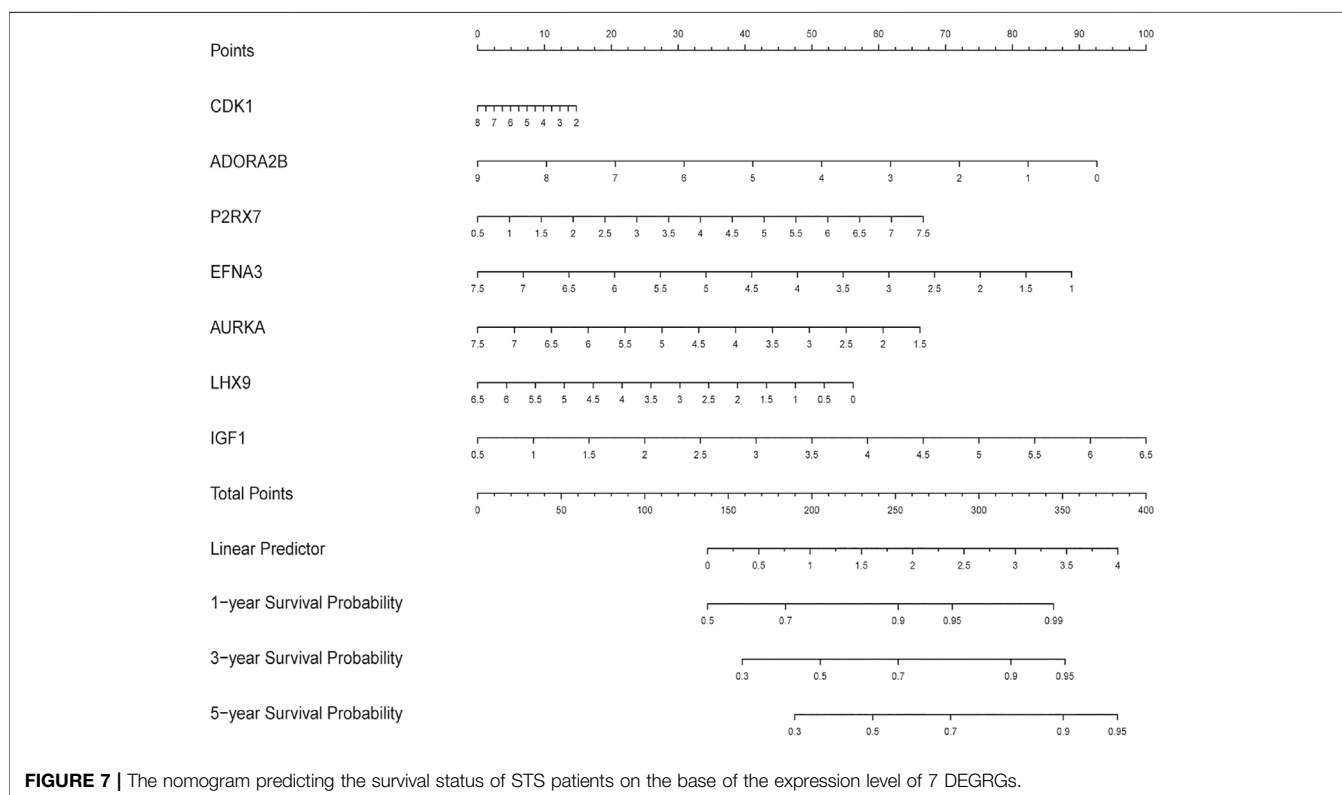 0 10 20 30 40 50 60 70 80 90 100
Points
CDK1
8 7 6 5 4 3 2
ADORA2B
9 8 7 6 5 4 3 2 1 0
P2RX7
0.5 1 1.5 2 2.5 3 3.5 4 4.5 5 5.5 6 6.5 7 7.5
EFNA3
7.5 7 6.5 6 5.5 5 4.5 4 3.5 3 2.5 2 1.5 1
AURKA
7.5 7 6.5 6 5.5 5 4.5 4 3.5 3 2.5 2 1.5
LHX9
6.5 6 5.5 5 4.5 4 3.5 3 2.5 2 1.5 1 0.5 0
IGF1
0.5 1 1.5 2 2.5 3 3.5 4 4.5 5 5.5 6 6.5
Total Points
0 50 100 150 200 250 300 350 400
Linear Predictor
0 0.5 1 1.5 2 2.5 3 3.5 4
1−year Survival Probability
0.5 0.7 0.9 0.95 0.99
3−year Survival Probability
0.3 0.5 0.7 0.9 0.95
5−year Survival Probability
0.3 0.5 0.7 0.9 0.95
FIGURE 7 | The nomogram predicting the survival status of STS patients on the base of the expression level of 7 DEGRGs.